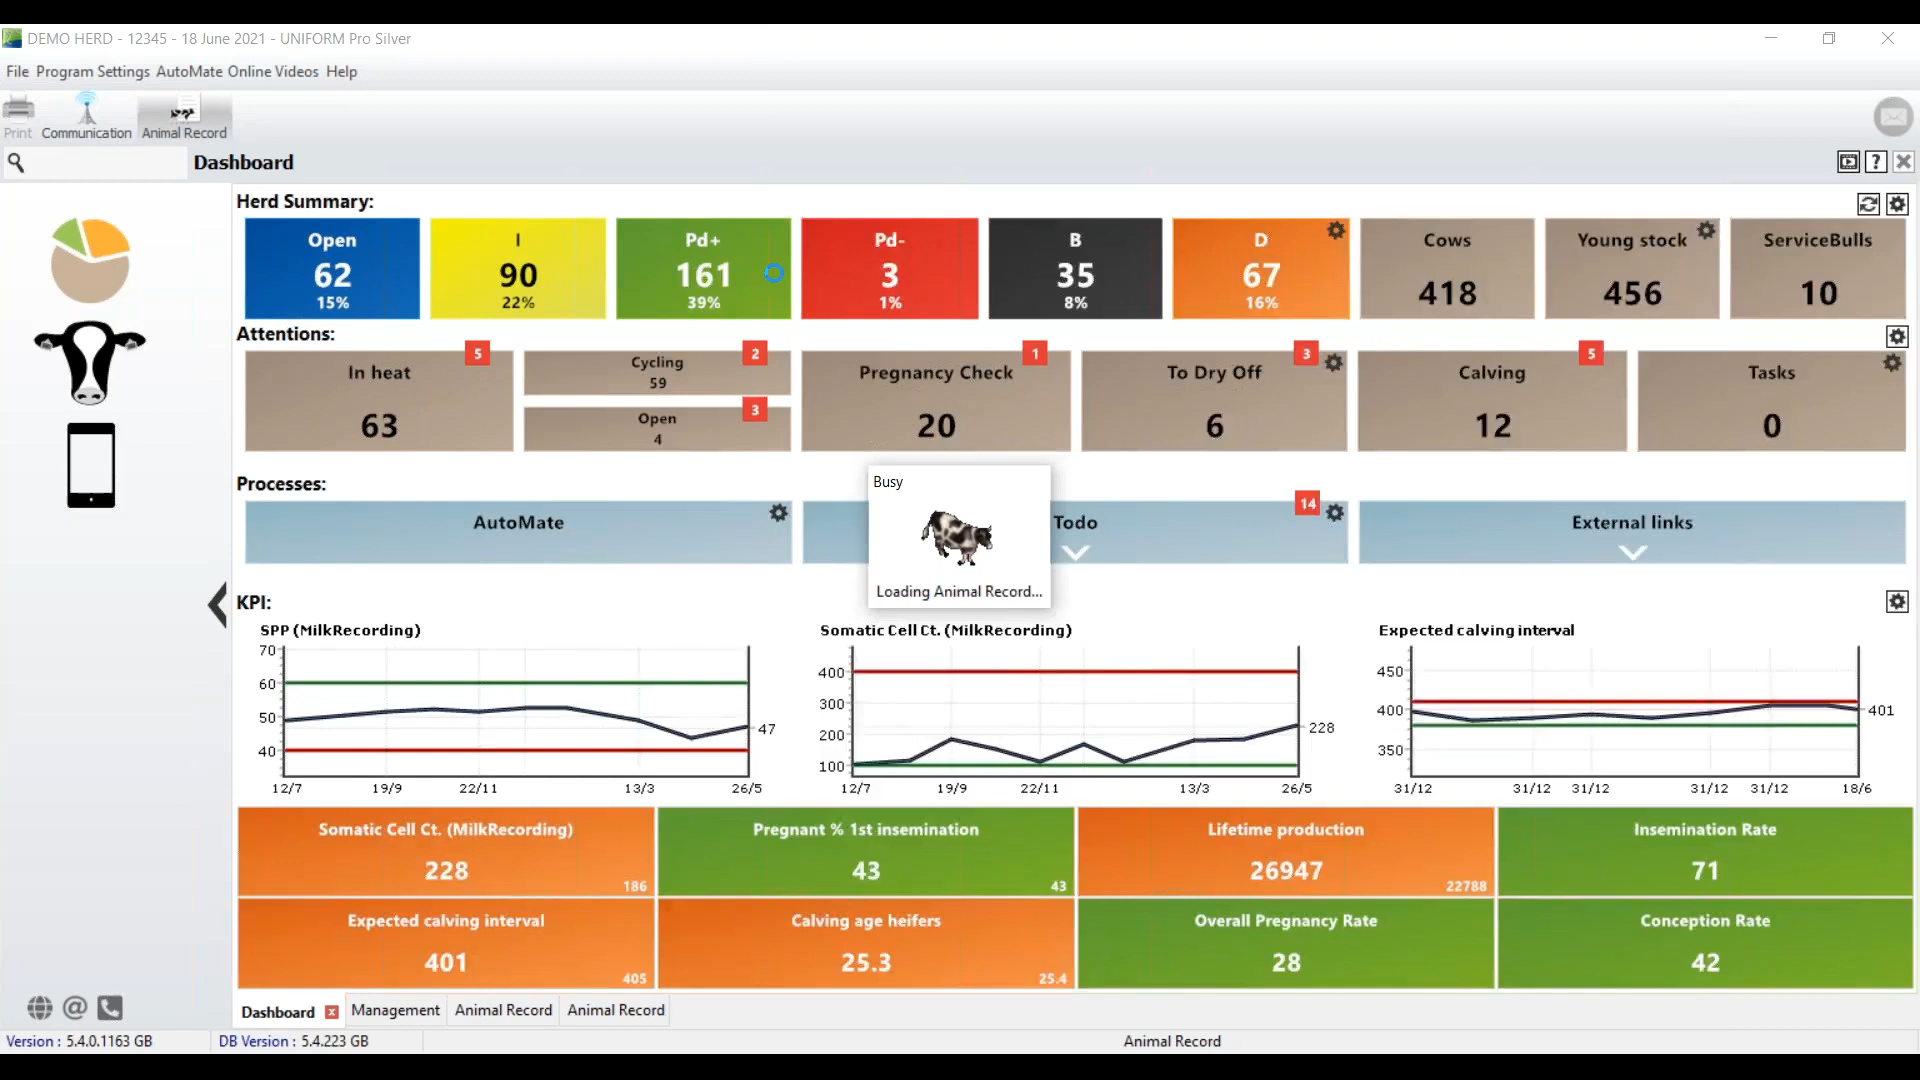 DEMO HERD - 12345 - 18 June 2021 - UNIFORM Pro Silver
File Program Settings AutoMate Online Videos Help
Print Communication Animal Record
Dashboard
Herd Summary:
Open I Pd+ Pd- B D Cows Young stock ServiceBulls
62 90 161 3 35 67 418 456 10
15% 22% 39% 1% 8% 16%
Attentions:
In heat 5 Cycling 2 Pregnancy Check 1 To Dry Off 3 Calving 5 Tasks
59
Open 3
4
63 20 6 12 0
Processes:
AutoMate Todo 14 External links
Busy
Loading Animal Record...
KPI:
SPP (MilkRecording)
70
60
50
40
47
12/7 19/9 22/11 13/3 26/5
Somatic Cell Ct. (MilkRecording)
400
300
200
100
228
12/7 19/9 22/11 13/3 26/5
Expected calving interval
450
400
350
401
31/12 31/12 31/12 31/12 31/12 18/6
Somatic Cell Ct. (MilkRecording)
228
186
Pregnant % 1st insemination
43
43
Lifetime production
26947
22788
Insemination Rate
71
Expected calving interval
401
405
Calving age heifers
25.3
25.4
Overall Pregnancy Rate
28
Conception Rate
42
Dashboard Management Animal Record Animal Record
Version : 5.4.0.1163 GB DB Version : 5.4.223 GB Animal Record